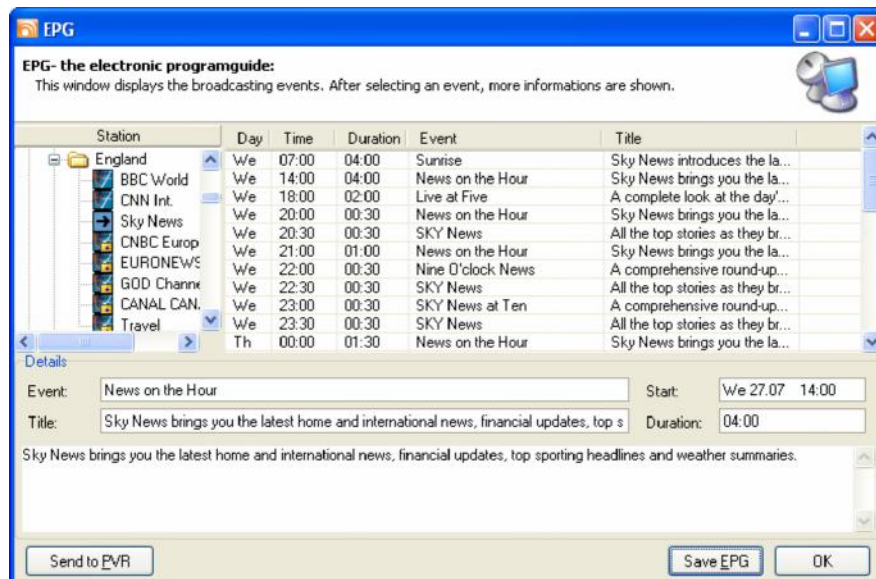 EPG
EPG- the electronic programguide:
This window displays the broadcasting events. After selecting an event, more informations are shown.
Station Day Time Duration Event Title
England
BBC World
CNN Int.
Sky News
CNBC Europ
EURONEWS
GOD Channe
CANAL CAN.
Travel
We 07:00 04:00 Sunrise Sky News introduces the la...
We 14:00 04:00 News on the Hour Sky News brings you the la...
We 18:00 02:00 Live at Five A complete look at the day'...
We 20:00 00:30 News on the Hour Sky News brings you the la...
We 20:30 00:30 SKY News All the top stories as they br...
We 21:00 01:00 News on the Hour Sky News brings you the la...
We 22:00 00:30 Nine O'clock News A comprehensive round-up...
We 22:30 00:30 SKY News All the top stories as they br...
We 23:00 00:30 SKY News at Ten A comprehensive round-up...
We 23:30 00:30 SKY News All the top stories as they br...
Th 00:00 01:30 News on the Hour Sky News brings you the la...
Details
Event: News on the Hour Start: We 27.07 14:00
Title: Sky News brings you the latest home and international news, financial updates, top s Duration: 04:00
Sky News brings you the latest home and international news, financial updates, top sporting headlines and weather summaries.
Send to PVR Save EPG OK